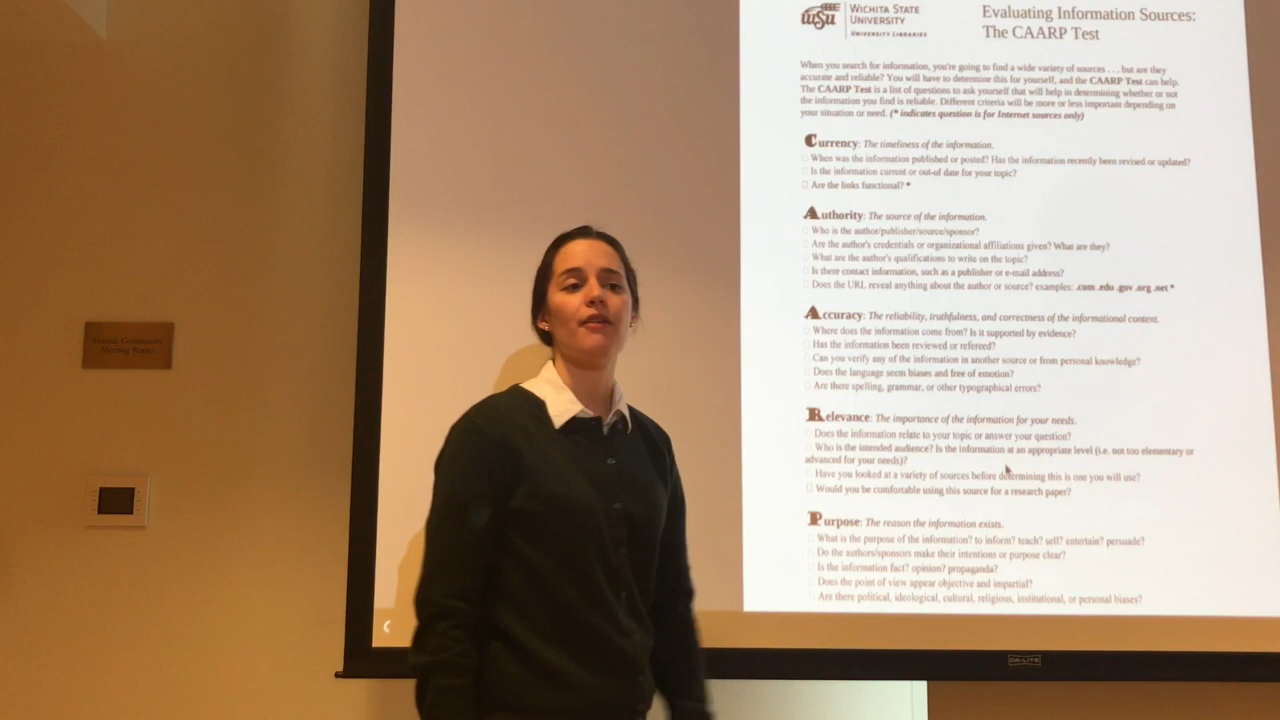 WSU
WICHITA STATE
UNIVERSITY
UNIVERSITY LIBRARIES
Evaluating Information Sources:
The CAARP Test
When you search for information, you're going to find a wide variety of sources . . . but are they
accurate and reliable? You will have to determine this for yourself, and the CAARP Test can help.
The CAARP Test is a list of questions to ask yourself that will help in determining whether or not
the information you find is reliable. Different criteria will be more or less important depending on
your situation or need. (* indicates question is for Internet sources only)
Currency: The timeliness of the information.
When was the information published or posted? Has the information recently been revised or updated?
Is the information current or out-of date for your topic?
Are the links functional? *
Authority: The source of the information.
Who is the author/publisher/source/sponsor?
Are the author's credentials or organizational affiliations given? What are they?
What are the author's qualifications to write on the topic?
Is there contact information, such as a publisher or e-mail address?
Does the URL reveal anything about the author or source? examples: .com .edu .gov .org .net *
Accuracy: The reliability, truthfulness, and correctness of the informational content.
Where does the information come from? Is it supported by evidence?
Has the information been reviewed or refereed?
Can you verify any of the information in another source or from personal knowledge?
Does the language seem biases and free of emotion?
Are there spelling, grammar, or other typographical errors?
Relevance: The importance of the information for your needs.
Does the information relate to your topic or answer your question?
Who is the intended audience? Is the information at an appropriate level (i.e. not too elementary or
advanced for your needs)?
Have you looked at a variety of sources before determining this is one you will use?
Would you be comfortable using this source for a research paper?
Purpose: The reason the information exists.
What is the purpose of the information? to inform? teach? sell? entertain? persuade?
Do the authors/sponsors make their intentions or purpose clear?
Is the information fact? opinion? propaganda?
Does the point of view appear objective and impartial?
Are there political, ideological, cultural, religious, institutional, or personal biases?
Community
Meeting Room
DA-LITE